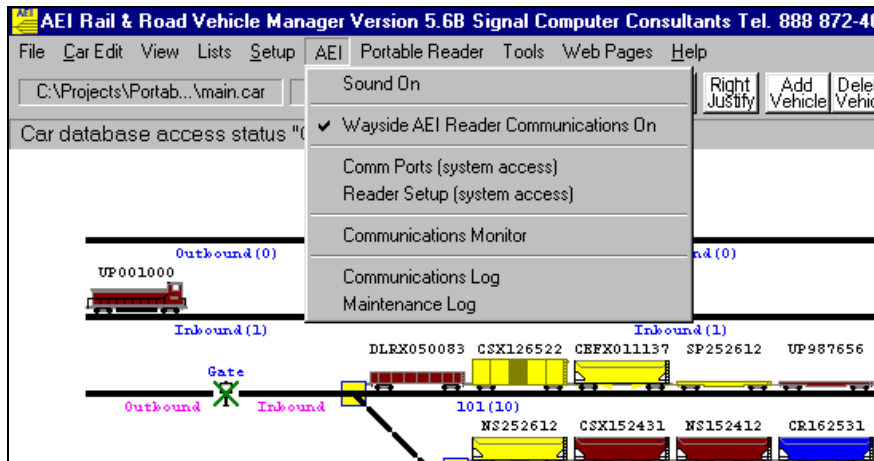 AEI Rail & Road Vehicle Manager Version 5.6B Signal Computer Consultants Tel. 888 872-4
File Car Edit View Lists Setup AEI Portable Reader Tools Web Pages Help
C:\Projects\Portab...\main.car
Right Justify
Add Vehicle
Car database access status
Sound On
✓ Wayside AEI Reader Communications On
Comm Ports (system access)
Reader Setup (system access)
Communications Monitor
Communications Log
Maintenance Log
Outbound(0)
UP001000
Inbound(1)
Inbound(1)
DLRX050083 CSX126522 CEFX011137 SP252612 UP987656
Gate
Outbound Inbound
101(10)
NS252612 CSX152431 NS152412 CR162531